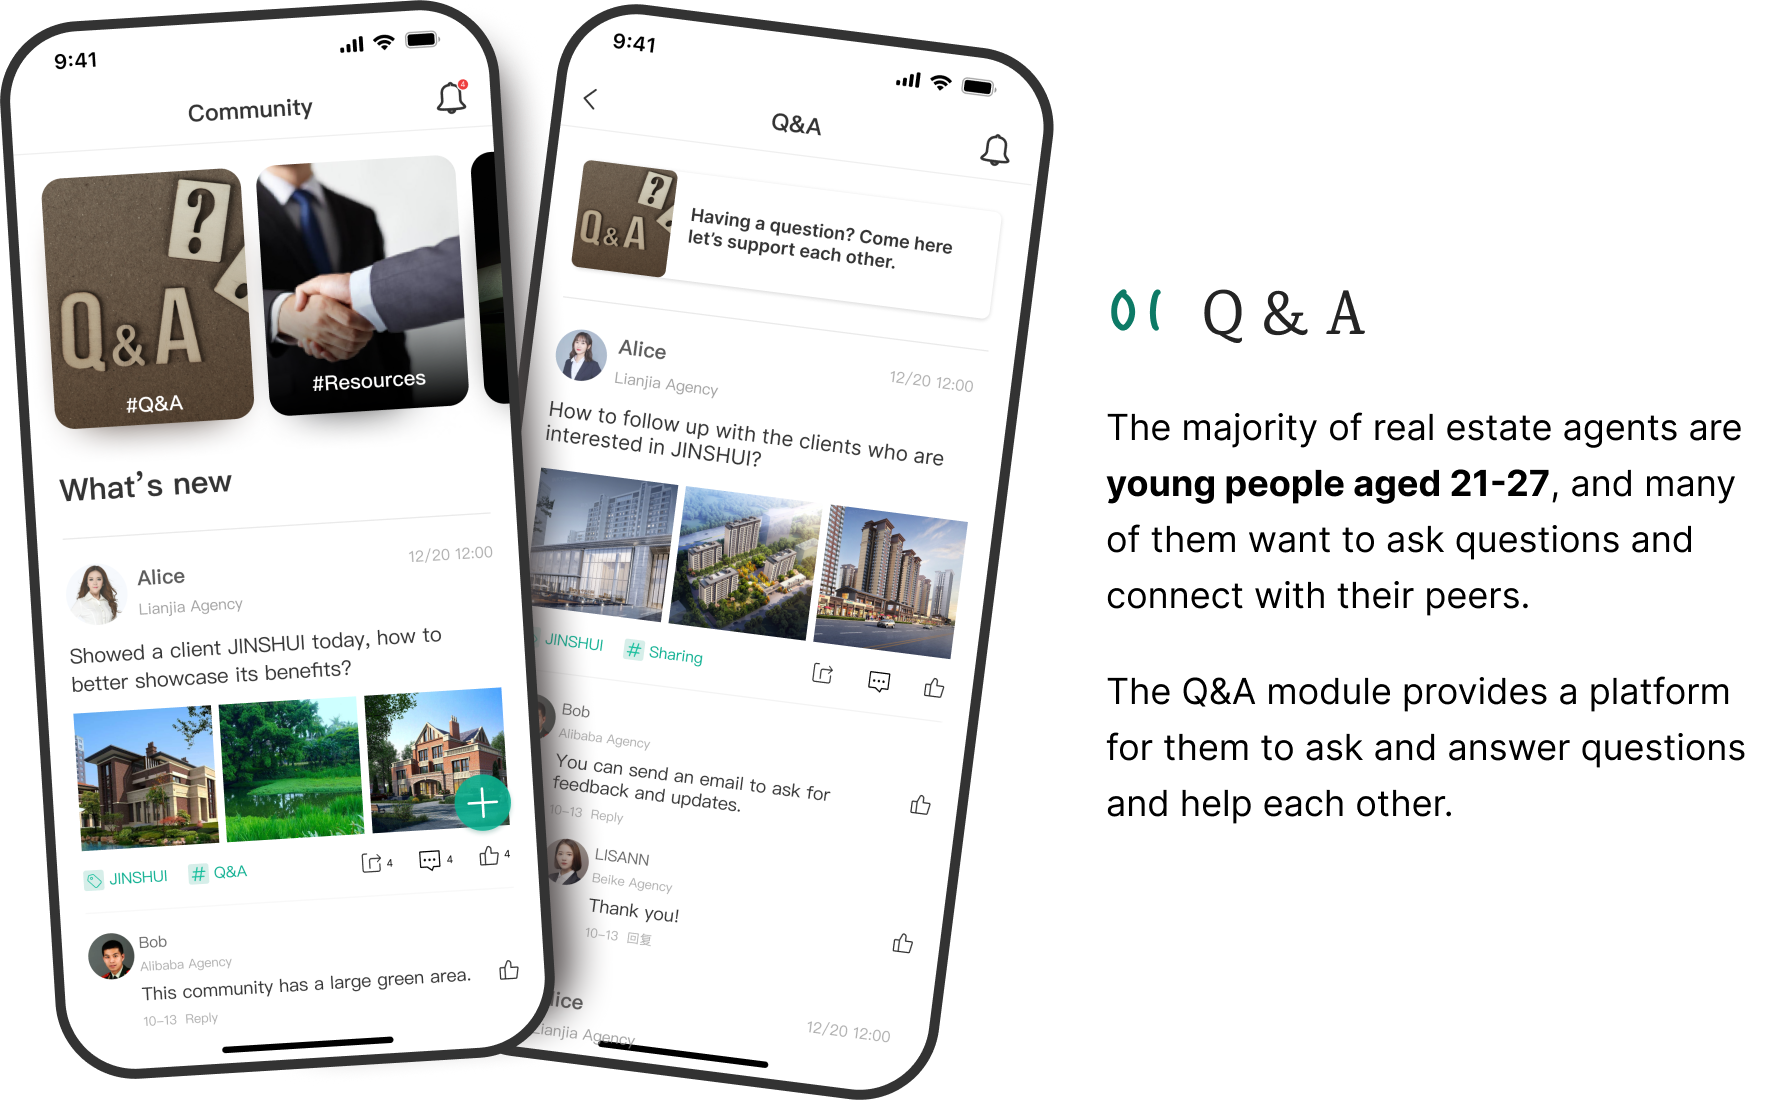 9:41
Community
4
Q&A
?
#Q&A
#Resources
What's new
Alice
12/20 12:00
Lianjia Agency
Showed a client JINSHUI today, how to
better showcase its benefits?
JINSHUI
# Q&A
4
4
4
Bob
Alibaba Agency
This community has a large green area.
10-13 Reply
9:41
Q&A
Q&A
?
Having a question? Come here
let's support each other.
Alice
12/20 12:00
Lianjia Agency
How to follow up with the clients who are
interested in JINSHUI?
JINSHUI
# Sharing
Bob
Alibaba Agency
You can send an email to ask for
feedback and updates.
10-13 Reply
LISANN
Beike Agency
Thank you!
10-13 回复
lice
12/20 12:00
Lianjia Agency
01 Q & A
The majority of real estate agents are
young people aged 21-27, and many
of them want to ask questions and
connect with their peers.
The Q&A module provides a platform
for them to ask and answer questions
and help each other.